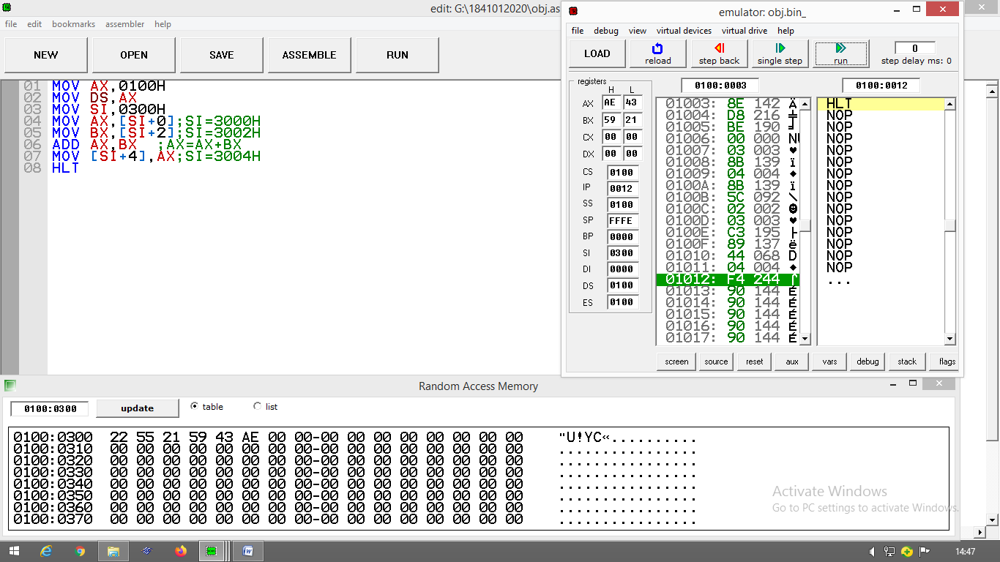 edit: G:\1841012020\obj.as
file edit bookmarks assembler help
NEW OPEN SAVE ASSEMBLE RUN
01 MOV AX,0100H
02 MOV DS,AX
03 MOV SI,0300H
04 MOV AX,[SI+0];SI=3000H
05 MOV BX,[SI+2];SI=3002H
06 ADD AX,BX ;AX=AX+BX
07 MOV [SI+4],AX;SI=3004H
08 HLT
emulator: obj.bin_
file debug view virtual devices virtual drive help
LOAD reload step back single step run 0
step delay ms: 0
registers
H L
AX AE 43
BX 59 21
CX 00 00
DX 00 00
CS 0100
IP 0012
SS 0100
SP FFFE
BP 0000
SI 0300
DI 0000
DS 0100
ES 0100
0100:0003 0100:0012
01003: 8E 142 Ä
01004: D8 216 ╪
01005: BE 190 ╛
01006: 00 000 NU
01007: 03 003 ♥
01008: 8B 139 ï
01009: 04 004 ♦
0100A: 8B 139 ï
0100B: 5C 092 \
0100C: 02 002 ☻
0100D: 03 003 ♥
0100E: C3 195 ├
0100F: 89 137 ë
01010: 44 068 D
01011: 04 004 ♦
01012: F4 244 ⌠
01013: 90 144 É
01014: 90 144 É
01015: 90 144 É
01016: 90 144 É
01017: 90 144 É
HLT
NOP
NOP
NOP
NOP
NOP
NOP
NOP
NOP
NOP
NOP
NOP
NOP
NOP
NOP
...
screen source reset aux vars debug stack flags
Random Access Memory
0100:0300 update table list
0100:0300 22 55 21 59 43 AE 00 00-00 00 00 00 00 00 00 00 "U!YC«..........
0100:0310 00 00 00 00 00 00 00 00-00 00 00 00 00 00 00 00 ................
0100:0320 00 00 00 00 00 00 00 00-00 00 00 00 00 00 00 00 ................
0100:0330 00 00 00 00 00 00 00 00-00 00 00 00 00 00 00 00 ................
0100:0340 00 00 00 00 00 00 00 00-00 00 00 00 00 00 00 00 ................
0100:0350 00 00 00 00 00 00 00 00-00 00 00 00 00 00 00 00 ................
0100:0360 00 00 00 00 00 00 00 00-00 00 00 00 00 00 00 00 ................
0100:0370 00 00 00 00 00 00 00 00-00 00 00 00 00 00 00 00 ................
Activate Windows
Go to PC settings to activate Windows.
14:47